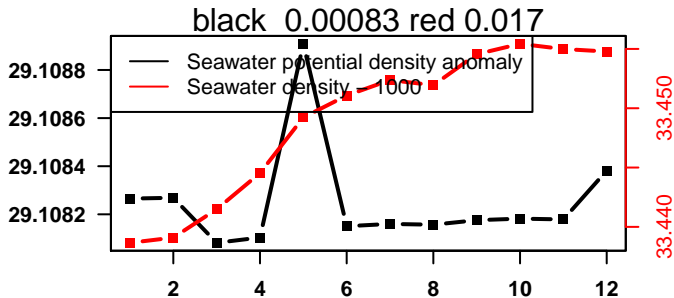 black  0.00083 red 0.017
Seawater potential density anomaly
Seawater density – 1000
29.1088
29.1086
29.1084
29.1082
33.450
33.440
2 4 6 8 10 12